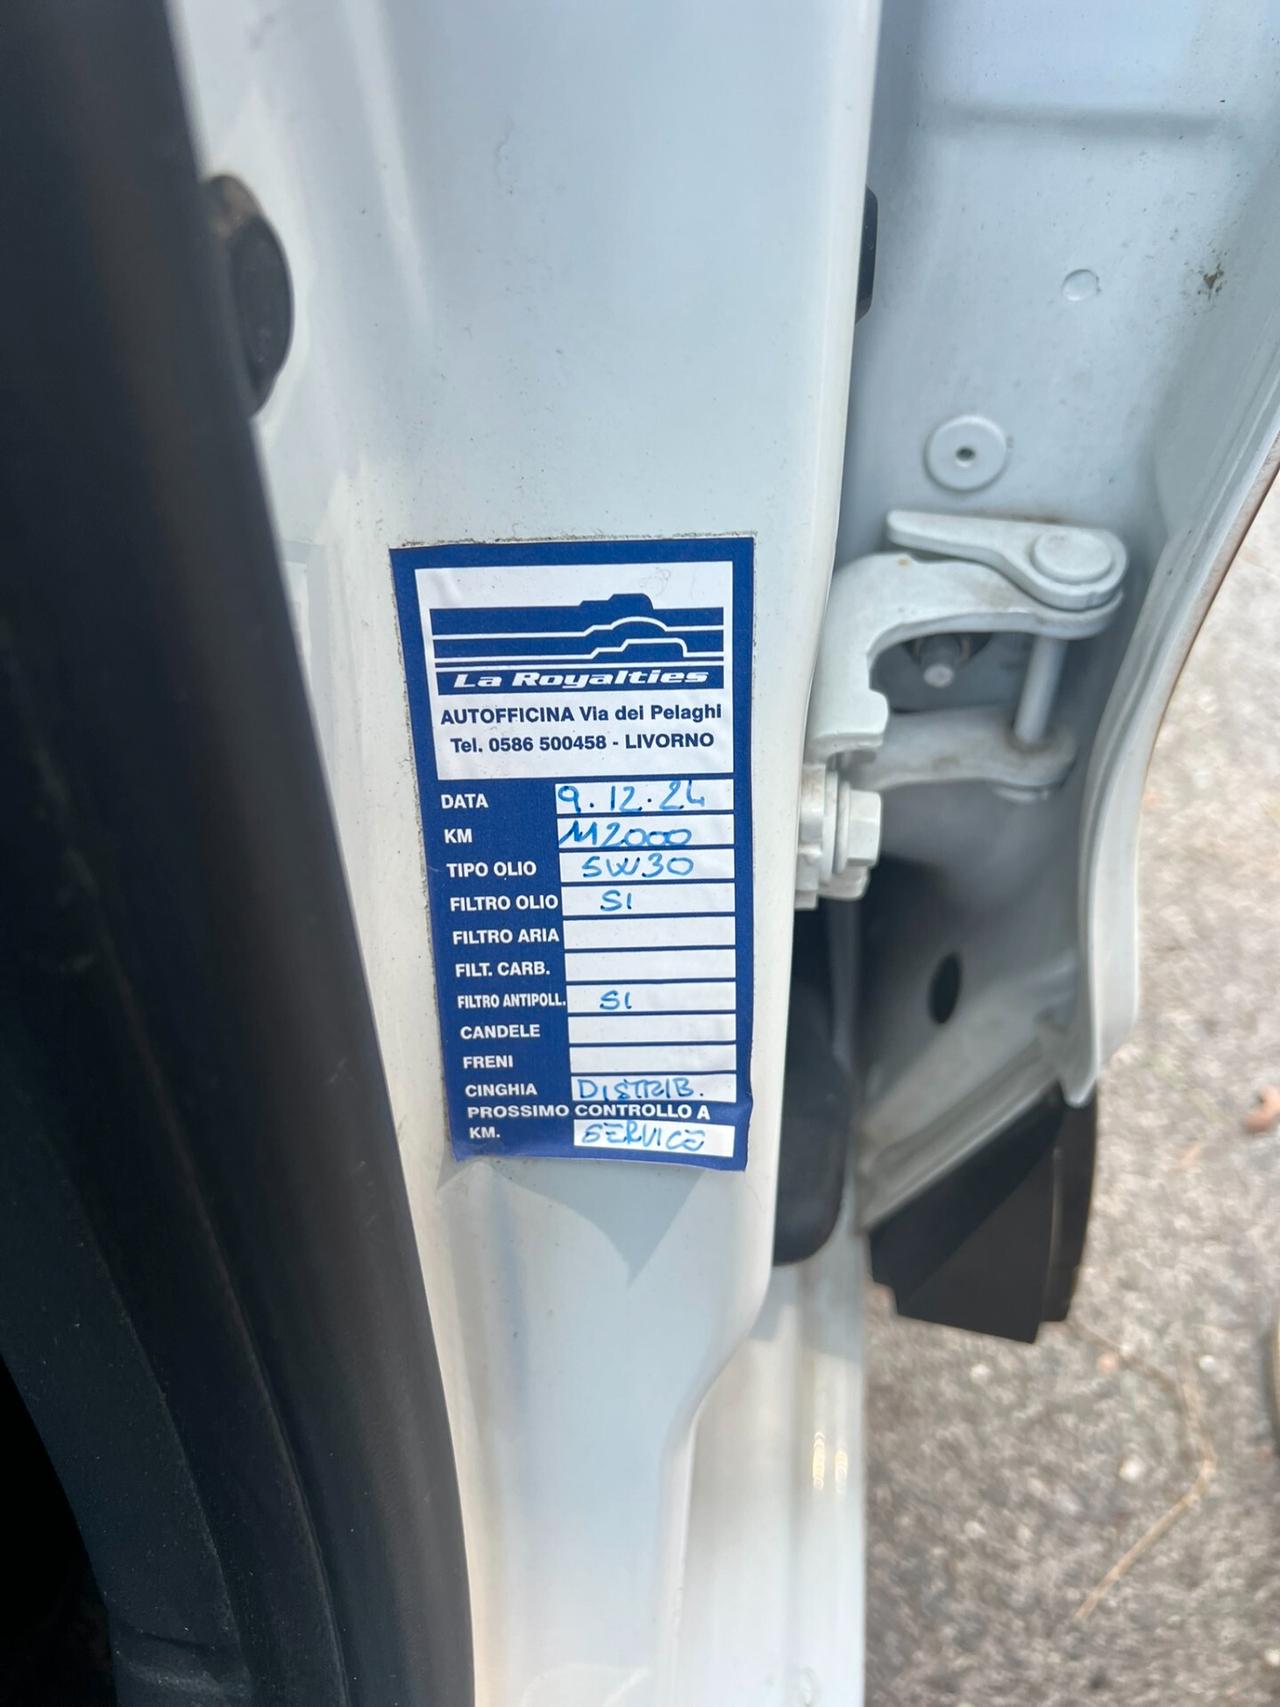 La Royalties
AUTOFFICINA Via dei Pelaghi
Tel. 0586 500458 - LIVORNO
DATA 9.12.24
KM 112000
TIPO OLIO 5W30
FILTRO OLIO SI
FILTRO ARIA
FILT. CARB.
FILTRO ANTIPOLL. SI
CANDELE
FRENI
CINGHIA DISTRIB.
PROSSIMO CONTROLLO A
KM. SERVICE